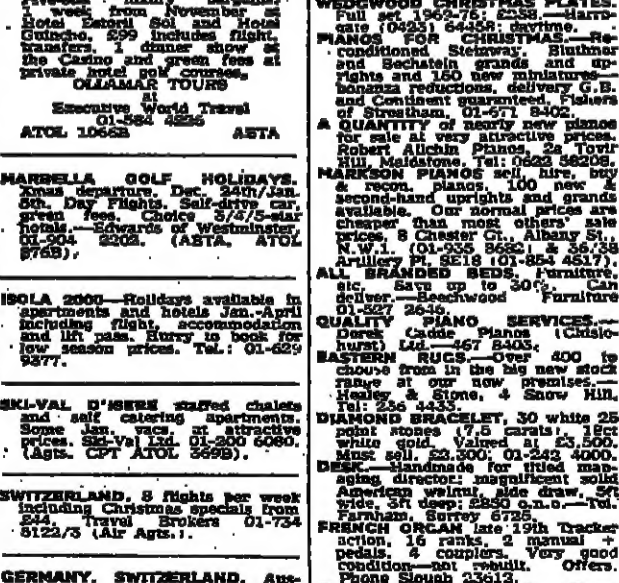 week from November at
Hotel Estoril Sol and Hotel
Guincho, £99 includes flight,
transfers, 1 dinner show at
the Casino and green fees at
private hotel golf courses.
OLLAMAR TOURS
at
Executive World Travel
01-584 4226
ATOL 1066B ABTA
MARBELLA GOLF HOLIDAYS.
Xmas departure, Dec. 24th/Jan.
5th. Day Flights. Self-drive car,
green fees. Choice 3/4/5-star
hotels.—Edwards of Westminster,
01-904 2202. (ABTA, ATOL
876B).
ISOLA 2000—Holidays available in
apartments and hotels Jan.-April
including flight, accommodation
and lift pass. Hurry to book for
low season prices. Tel.: 01-629
9377.
SKI-VAL D'ISERE staffed chalets
and self catering apartments.
Some Jan. vacs. at attractive
prices. Ski-Val Ltd. 01-200 6080.
(Agts. CPT ATOL 369B).
SWITZERLAND. 8 flights per week
including Christmas specials from
£44. Travel Brokers 01-734
5122/3 (Air Agts.).
GERMANY, SWITZERLAND, Aus-
WEDGWOOD CHRISTMAS PLATES.
Full set 1969-76, £238.—Harro-
gate (0423) 64458; daytime.
PIANOS FOR CHRISTMAS.—Re-
conditioned Steinway, Bluthner
and Bechstein grands and up-
rights and 150 new miniatures—
bonanza reductions, delivery G.B.
and Continent guaranteed. Fishers
of Streatham, 01-671 8402.
A QUANTITY of nearly new pianos
for sale at very attractive prices.
Robert Allchin Pianos, 2a Tovil
Hill, Maidstone. Tel: 0622 58208.
MARKSON PIANOS sell, hire, buy
& recon. pianos. 100 new &
second-hand uprights and grands
available. Our normal prices are
cheaper than most others' sale
prices. 8 Chester Ct., Albany St.,
N.W.1. (01-935 8682) & 36/38
Artillery Pl. SE18 (01-854 4517).
ALL BRANDED BEDS, Furniture,
etc. Save up to 30%. Can
deliver.—Beechwood Furniture
01-527 2646.
QUALITY PIANO SERVICES.—
Derek Cadde Pianos (Chisle-
hurst) Ltd.—467 8403.
EASTERN RUGS.—Over 400 to
choose from in the big new stock
range at our new premises.—
Healey & Stone, 4 Snow Hill.
Tel: 236 4433.
DIAMOND BRACELET, 30 white 25
point stones (7.5 carats), 18ct
white gold. Valued at £3,500.
Must sell. £2,300: 01-242 4000.
DESK.—Handmade for titled man-
aging director: magnificent solid
American walnut, side draw, 5ft
wide, 3ft deep: £850 o.n.o.—Tel.
Farnham, Surrey 6725.
FRENCH ORGAN late 19th Tracker
action, 16 ranks, 2 manual +
pedals. 4 couplers. Very good
condition—not rebuilt. Offers.
Phone Slough 23612.